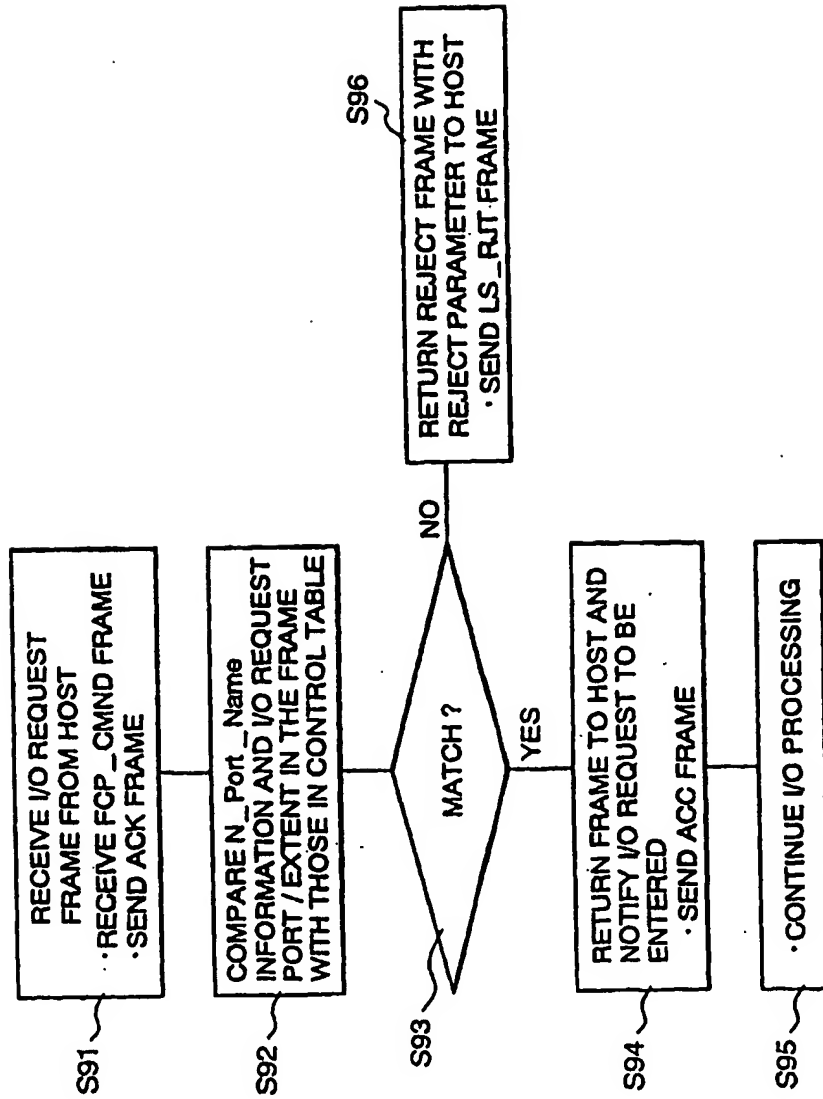 S91
RECEIVE I/O REQUEST
FRAME FROM HOST
·RECEIVE FCP_CMND FRAME
·SEND ACK FRAME
S92
COMPARE N_Port_Name
INFORMATION AND I/O REQUEST
PORT / EXTENT IN THE FRAME
WITH THOSE IN CONTROL TABLE
S93
MATCH ?
NO
YES
S96
RETURN REJECT FRAME WITH
REJECT PARAMETER TO HOST
·SEND LS_RJT FRAME
S94
RETURN FRAME TO HOST AND
NOTIFY I/O REQUEST TO BE
ENTERED
·SEND ACC FRAME
S95
·CONTINUE I/O PROCESSING